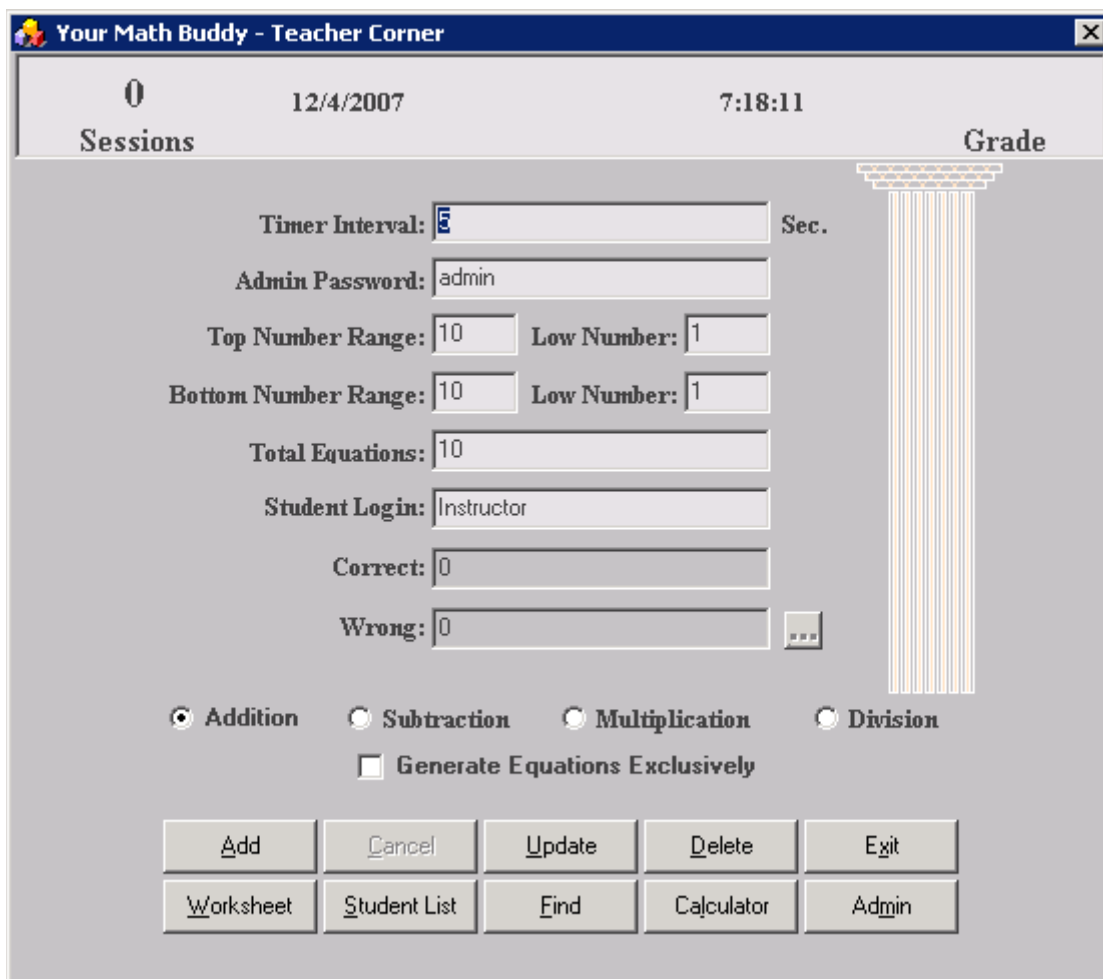 Your Math Buddy - Teacher Corner
0 12/4/2007 7:18:11
Sessions Grade
Timer Interval: 5 Sec.
Admin Password: admin
Top Number Range: 10 Low Number: 1
Bottom Number Range: 10 Low Number: 1
Total Equations: 10
Student Login: Instructor
Correct: 0
Wrong: 0 ...
Addition Subtraction Multiplication Division
Generate Equations Exclusively
Add Cancel Update Delete Exit
Worksheet Student List Find Calculator Admin